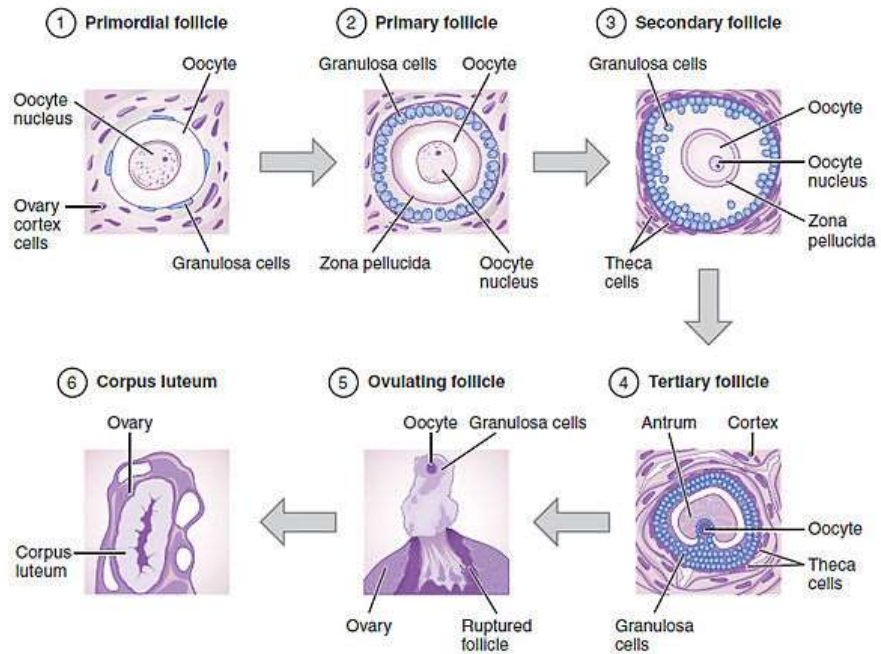 1 Primordial follicle
Oocyte
Oocyte
nucleus
Ovary
cortex
cells
Granulosa cells
2 Primary follicle
Granulosa cells
Oocyte
Zona pellucida
Oocyte
nucleus
3 Secondary follicle
Granulosa cells
Oocyte
Oocyte
nucleus
Zona
pellucida
Theca
cells
4 Tertiary follicle
Antrum
Cortex
Oocyte
Theca
cells
Granulosa
cells
5 Ovulating follicle
Oocyte
Granulosa cells
Ovary
Ruptured
follicle
6 Corpus luteum
Ovary
Corpus
luteum